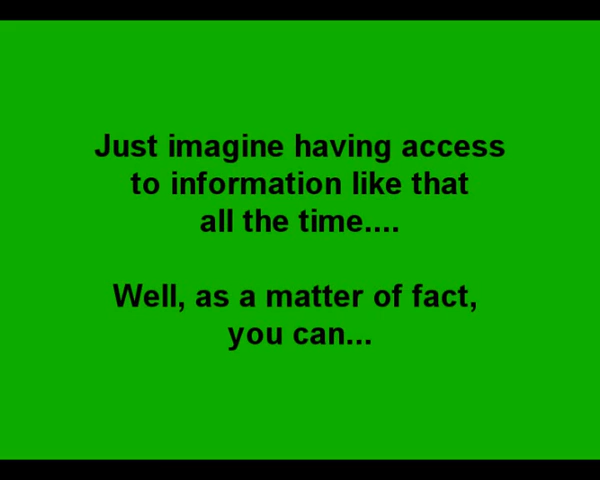 Just imagine having access
to information like that
all the time....
Well, as a matter of fact,
you can...